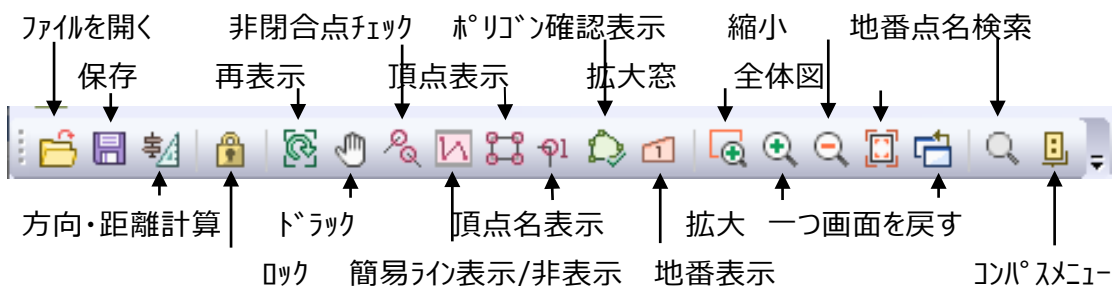 ﾌｧｲﾙを開く 非閉合点ﾁｪｯｸ ﾎﾟﾘｺﾞﾝ確認表示 縮小 地番点名検索
保存 再表示 頂点表示 拡大窓 全体図
方向・距離計算 ﾄﾞﾗｯｸ 頂点名表示 拡大 一つ画面を戻す
ﾛｯｸ 簡易ﾗｲﾝ表示/非表示 地番表示 ｺﾝﾊﾟｽﾒﾆｭｰ